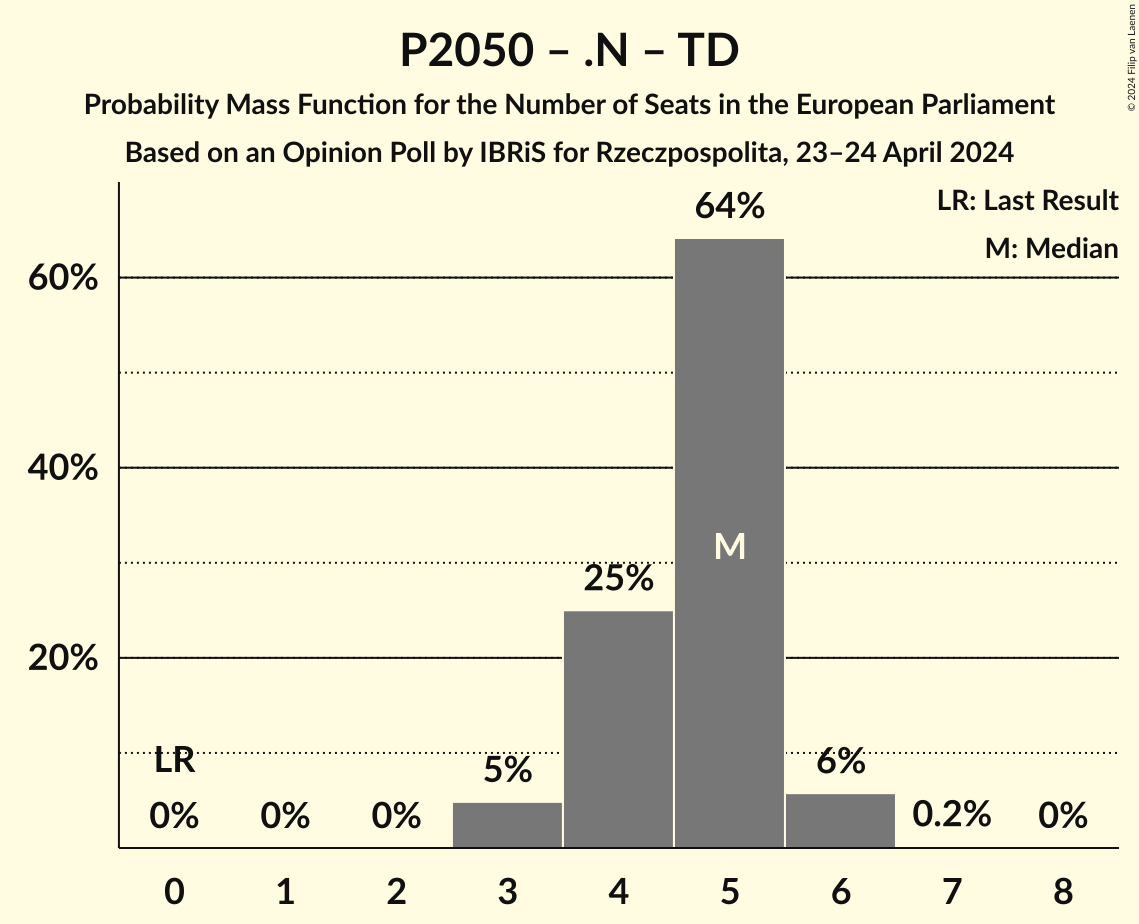 P2050 – .N – TD
Probability Mass Function for the Number of Seats in the European Parliament
Based on an Opinion Poll by IBRiS for Rzeczpospolita, 23–24 April 2024
© 2024 Filip van Laenen
LR: Last Result
M: Median
64%
60%
40%
M
25%
20%
LR
5%
6%
0%
0%
0%
0.2%
0%
0 1 2 3 4 5 6 7 8